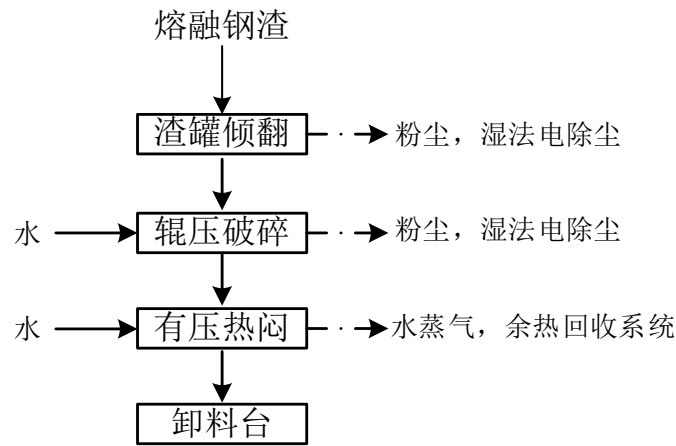 熔融钢渣
渣罐倾翻
粉尘，湿法电除尘
水
辊压破碎
粉尘，湿法电除尘
水
有压热闷
水蒸气，余热回收系统
卸料台